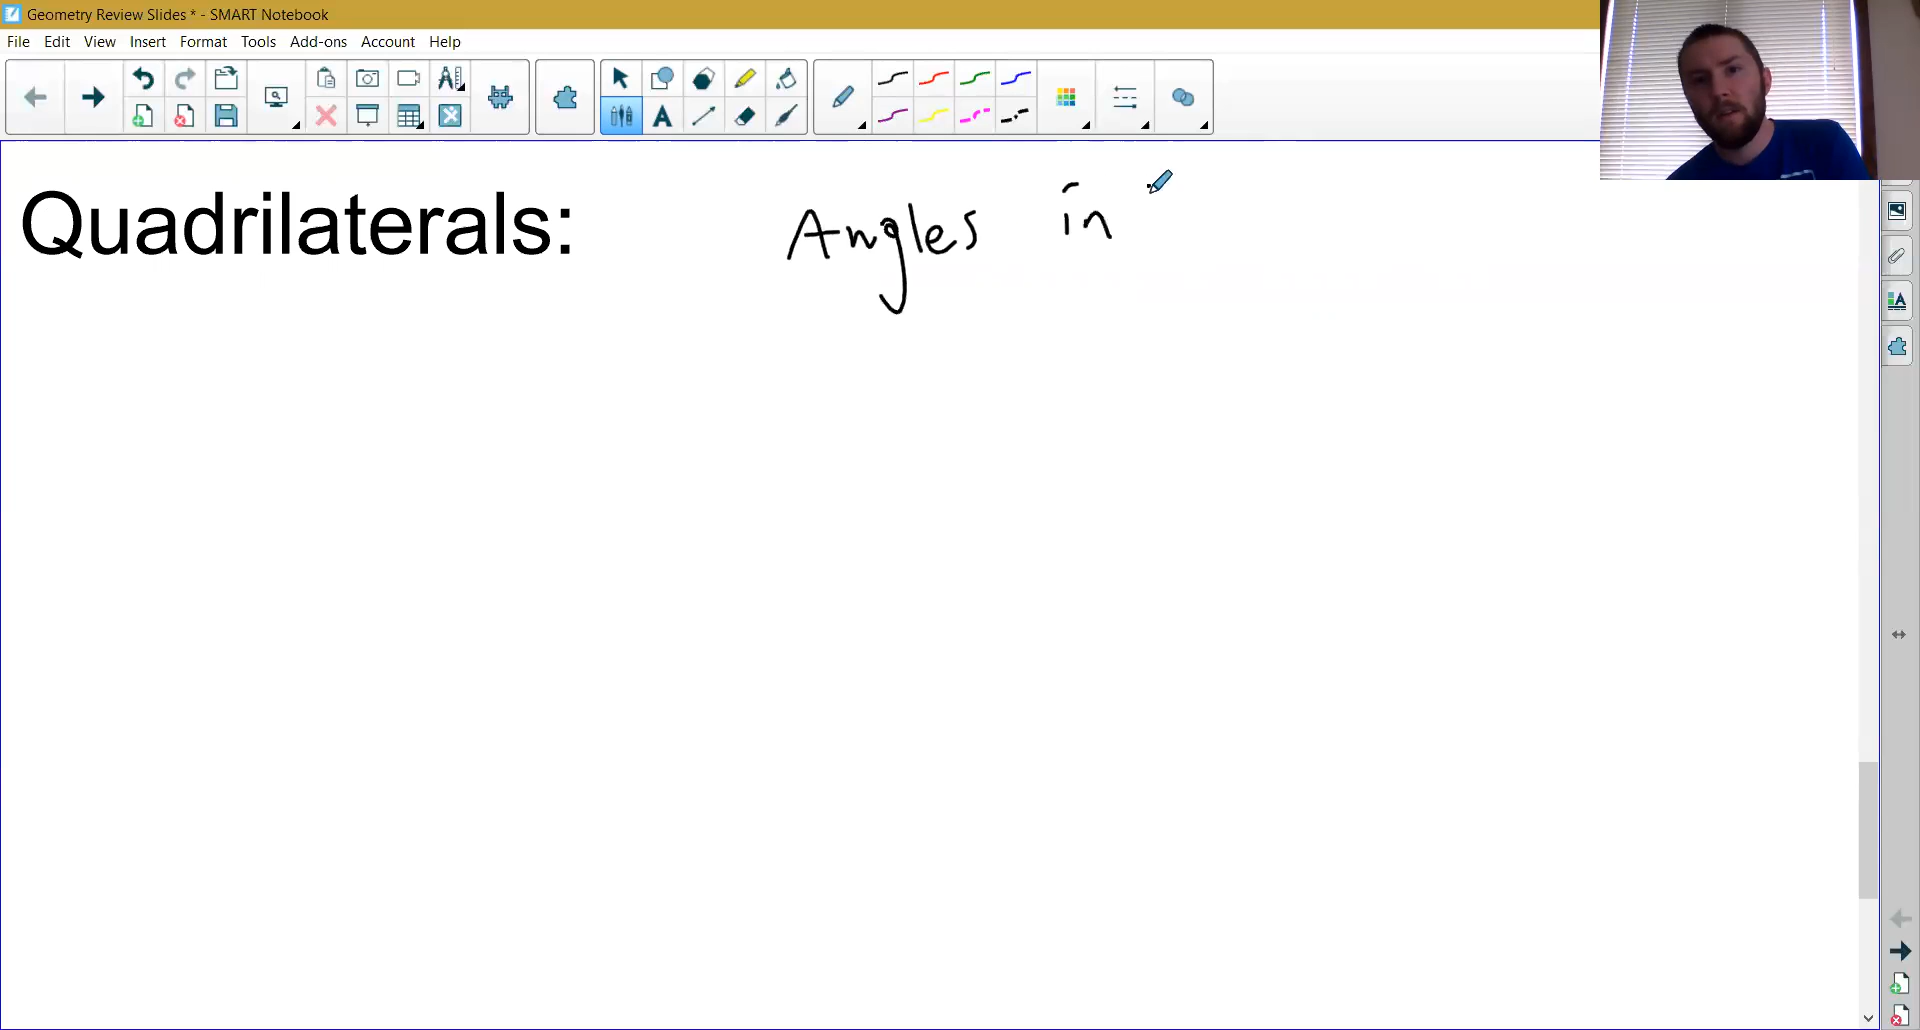 Geometry Review Slides * - SMART Notebook
File Edit View Insert Format Tools Add-ons Account Help
Quadrilaterals: Angles in